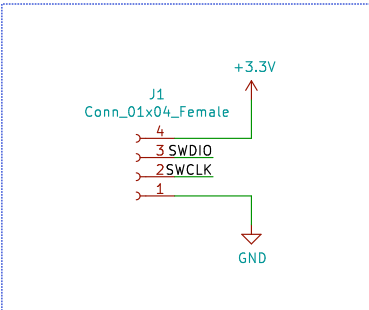 +3.3V
J1
Conn_01x04_Female
4
3 SWDIO
2 SWCLK
1
GND